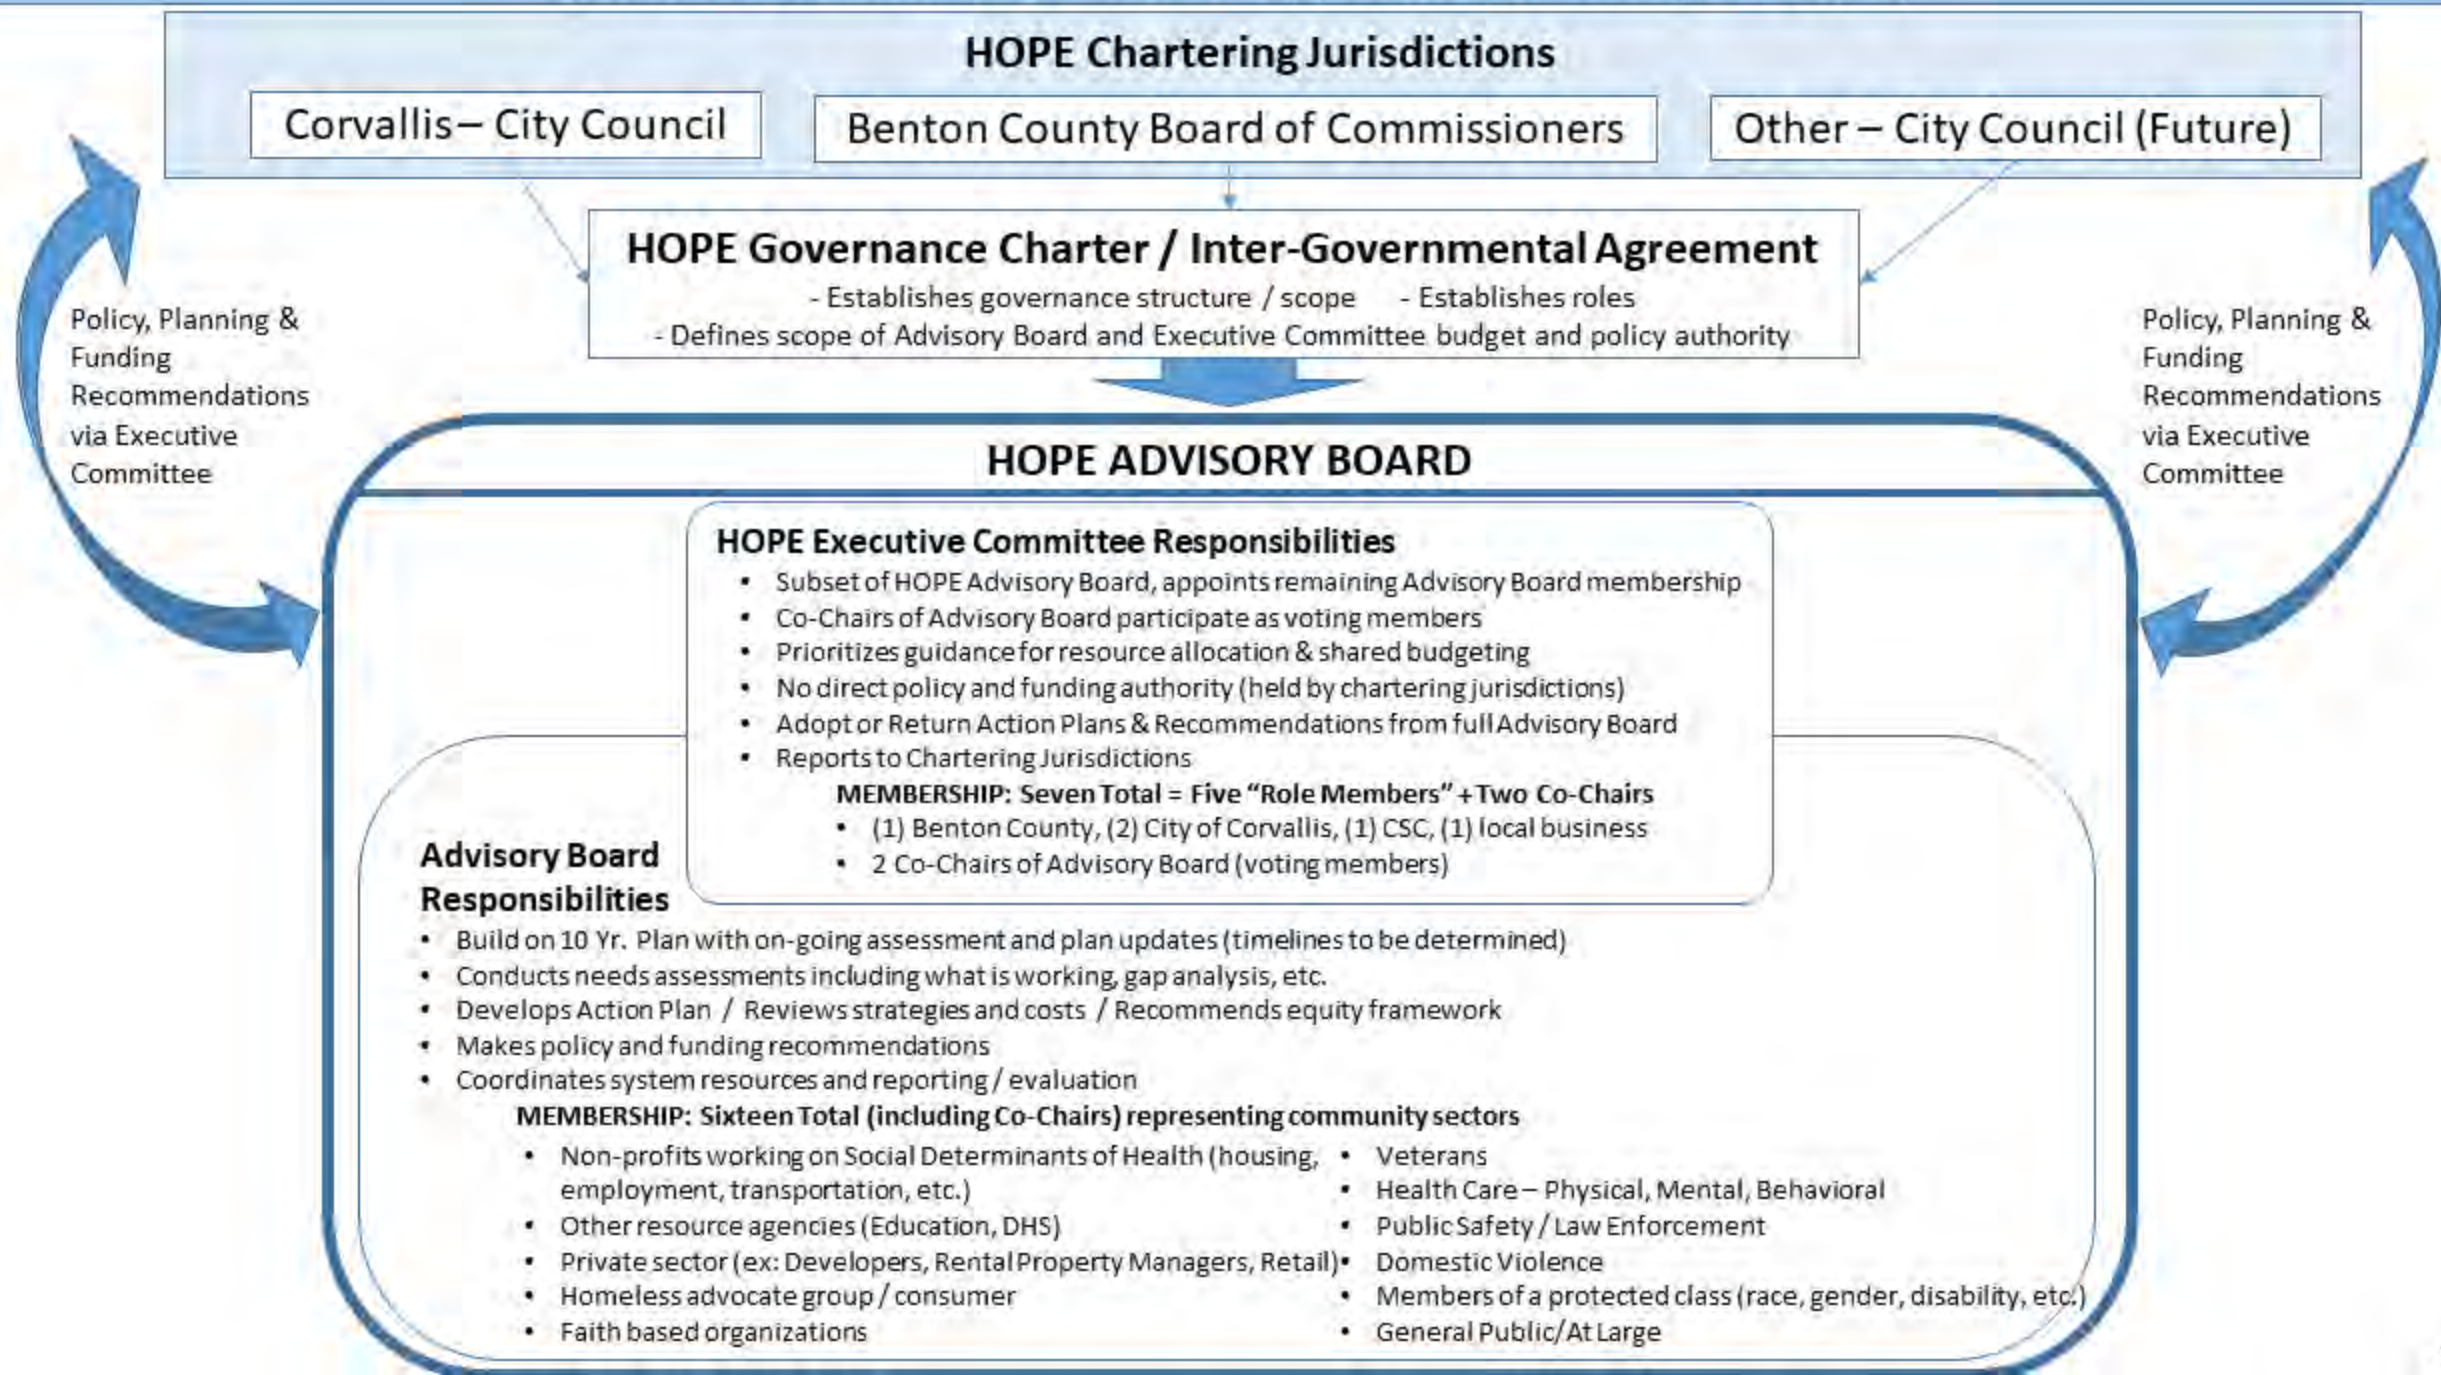 HOPE Chartering Jurisdictions
Corvallis – City Council
Benton County Board of Commissioners
Other – City Council (Future)
HOPE Governance Charter / Inter-Governmental Agreement
- Establishes governance structure / scope - Establishes roles
- Defines scope of Advisory Board and Executive Committee budget and policy authority
Policy, Planning &
Funding
Recommendations
via Executive
Committee
Policy, Planning &
Funding
Recommendations
via Executive
Committee
HOPE ADVISORY BOARD
HOPE Executive Committee Responsibilities
• Subset of HOPE Advisory Board, appoints remaining Advisory Board membership
• Co-Chairs of Advisory Board participate as voting members
• Prioritizes guidance for resource allocation & shared budgeting
• No direct policy and funding authority (held by chartering jurisdictions)
• Adopt or Return Action Plans & Recommendations from full Advisory Board
• Reports to Chartering Jurisdictions
MEMBERSHIP: Seven Total = Five “Role Members” + Two Co-Chairs
• (1) Benton County, (2) City of Corvallis, (1) CSC, (1) local business
• 2 Co-Chairs of Advisory Board (voting members)
Advisory Board
Responsibilities
• Build on 10 Yr. Plan with on-going assessment and plan updates (timelines to be determined)
• Conducts needs assessments including what is working, gap analysis, etc.
• Develops Action Plan / Reviews strategies and costs / Recommends equity framework
• Makes policy and funding recommendations
• Coordinates system resources and reporting / evaluation
MEMBERSHIP: Sixteen Total (including Co-Chairs) representing community sectors
• Non-profits working on Social Determinants of Health (housing,
employment, transportation, etc.)
• Other resource agencies (Education, DHS)
• Private sector (ex: Developers, Rental Property Managers, Retail)
• Homeless advocate group / consumer
• Faith based organizations
• Veterans
• Health Care – Physical, Mental, Behavioral
• Public Safety / Law Enforcement
• Domestic Violence
• Members of a protected class (race, gender, disability, etc.)
• General Public/At Large